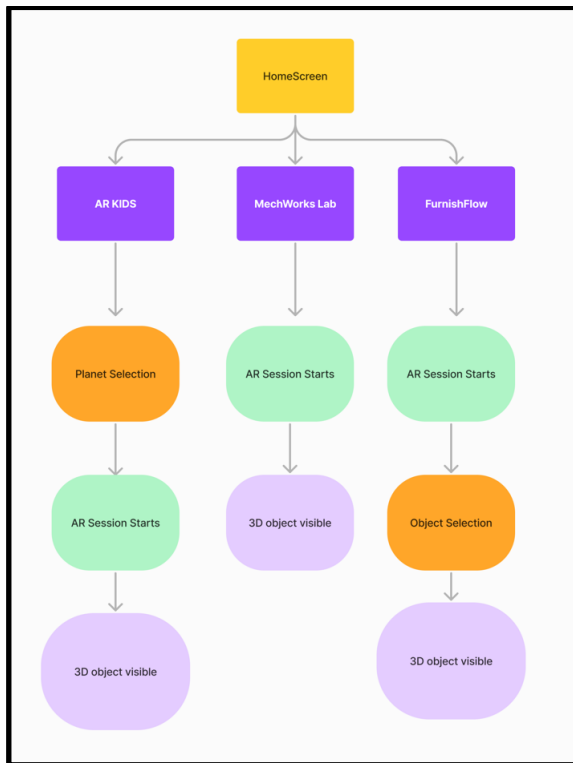 HomeScreen
AR KIDS
MechWorks Lab
FurnishFlow
Planet Selection
AR Session Starts
AR Session Starts
AR Session Starts
3D object visible
Object Selection
3D object visible
3D object visible